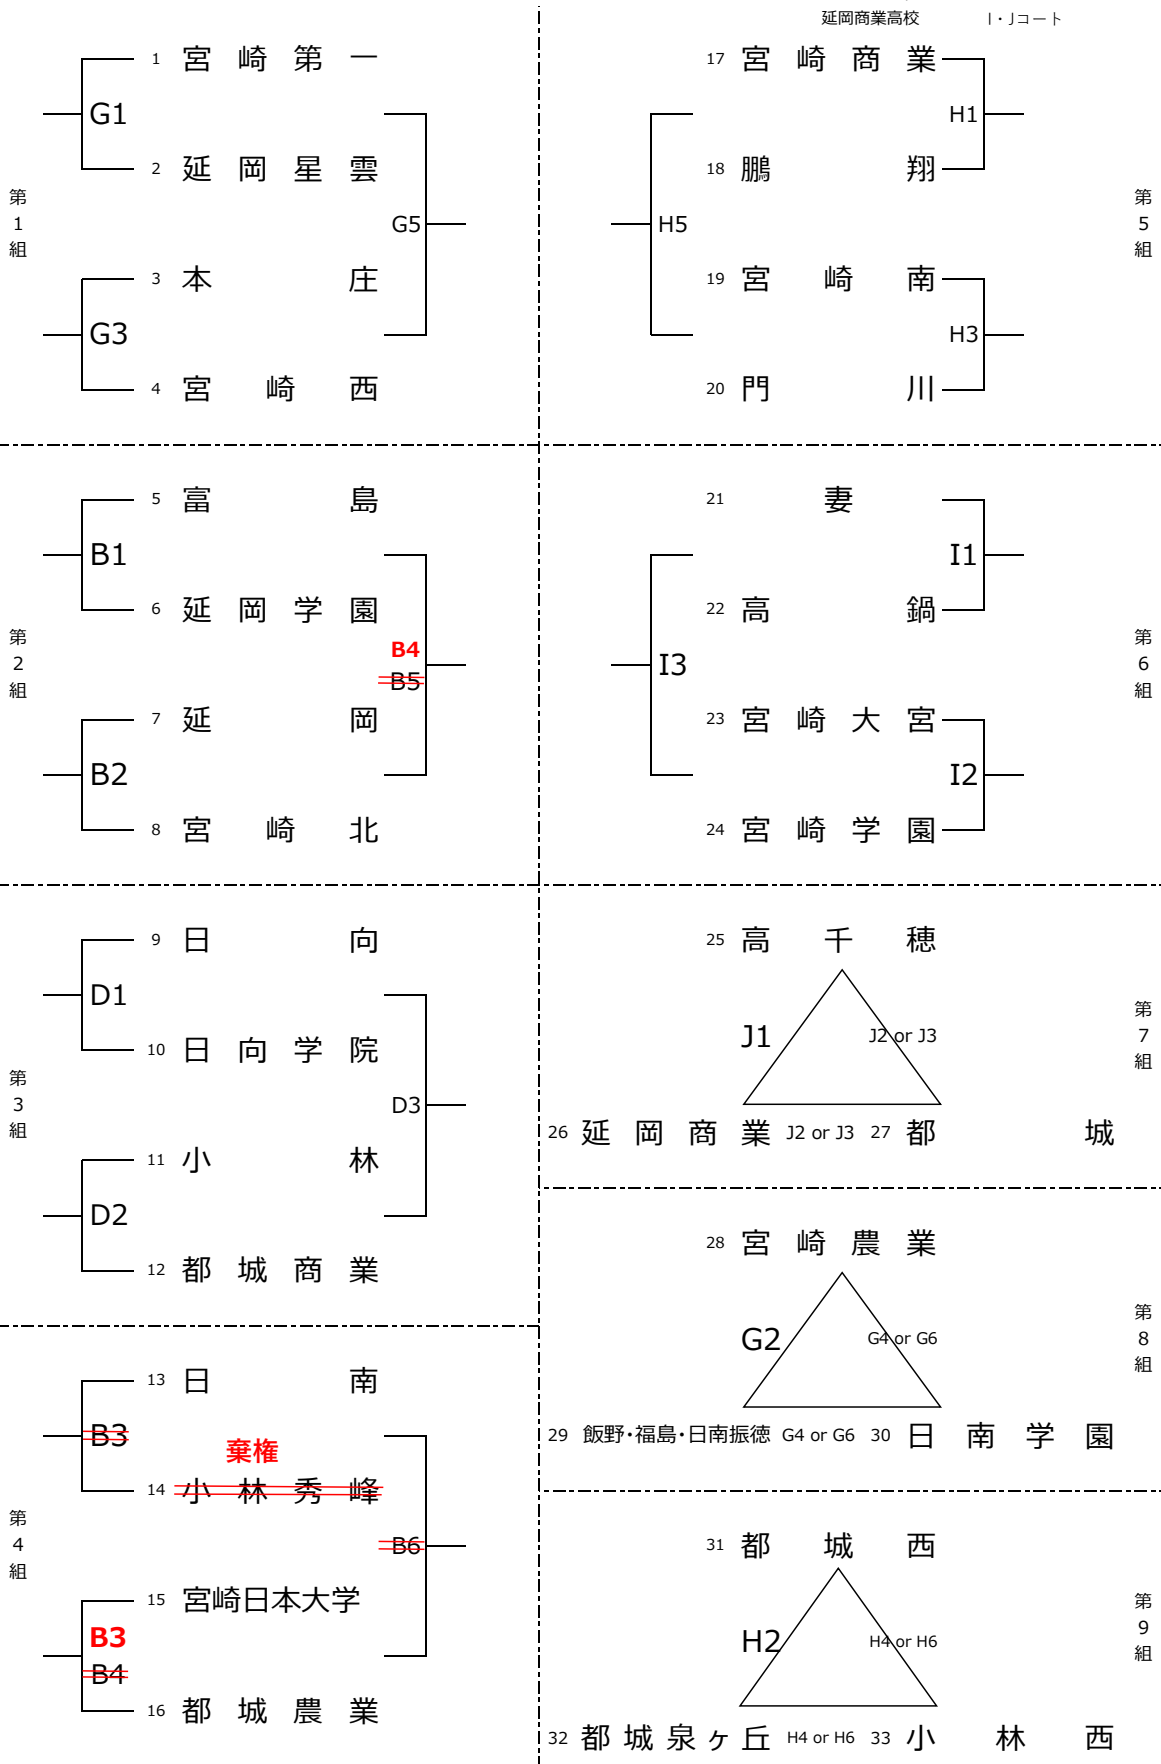 延岡商業高校 I・Jコート
第1組
1 宮崎第一
G1
2 延岡星雲
G5
3 本庄
G3
4 宮崎西
第2組
5 富島
B1
6 延岡学園
B4
B5
7 延岡
B2
8 宮崎北
第3組
9 日向
D1
10 日向学院
D3
11 小林
D2
12 都城商業
第4組
13 日南
B3
棄権
14 小林秀峰
B6
15 宮崎日本大学
B3
B4
16 都城農業
第5組
17 宮崎商業
H1
18 鵬翔
H5
19 宮崎南
H3
20 門川
第6組
21 妻
I1
22 高鍋
I3
23 宮崎大宮
I2
24 宮崎学園
第7組
25 高千穂
J1 J2 or J3
26 延岡商業 J2 or J3 27 都城
第8組
28 宮崎農業
G2 G4 or G6
29 飯野・福島・日南振徳 G4 or G6 30 日南学園
第9組
31 都城西
H2 H4 or H6
32 都城泉ヶ丘 H4 or H6 33 小林西